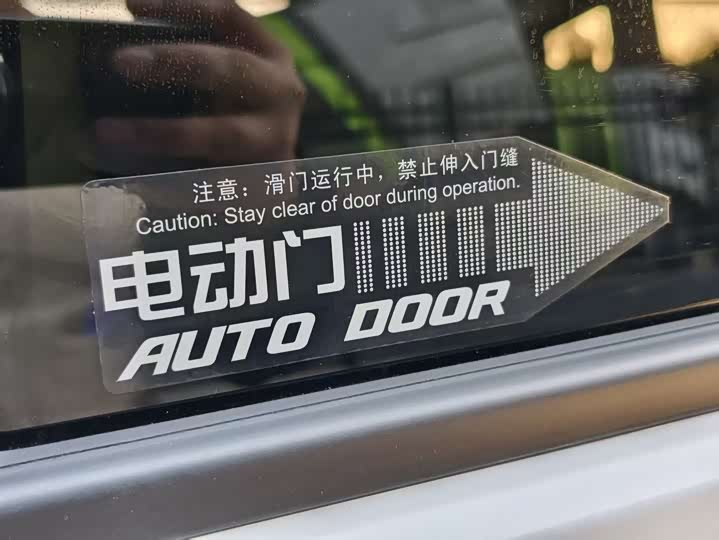 注意：滑门运行中，禁止伸入门缝
Caution: Stay clear of door during operation.
电动门
AUTO DOOR